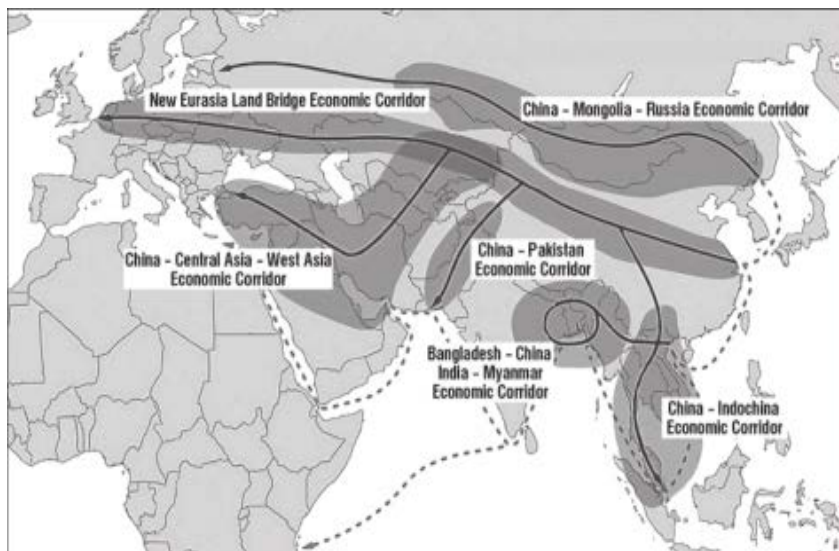 New Eurasia Land Bridge Economic Corridor
China - Mongolia - Russia Economic Corridor
China - Central Asia - West Asia
Economic Corridor
China - Pakistan
Economic Corridor
Bangladesh - China
India - Myanmar
Economic Corridor
China - Indochina
Economic Corridor